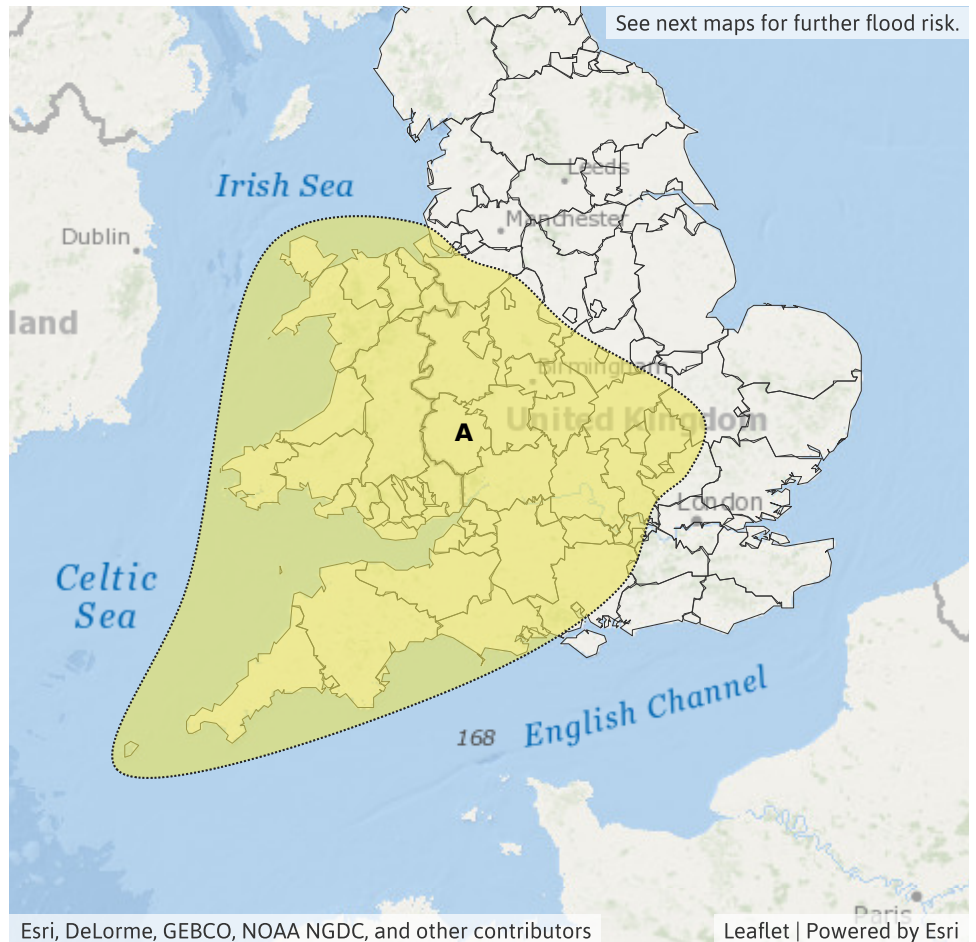 See next maps for further flood risk.
Leeds
Irish Sea
Manchester
Dublin
land
Birmingham
United Kingdom
A
London
Celtic
Sea
English Channel
168
Paris
Esri, DeLorme, GEBCO, NOAA NGDC, and other contributors
Leaflet | Powered by Esri